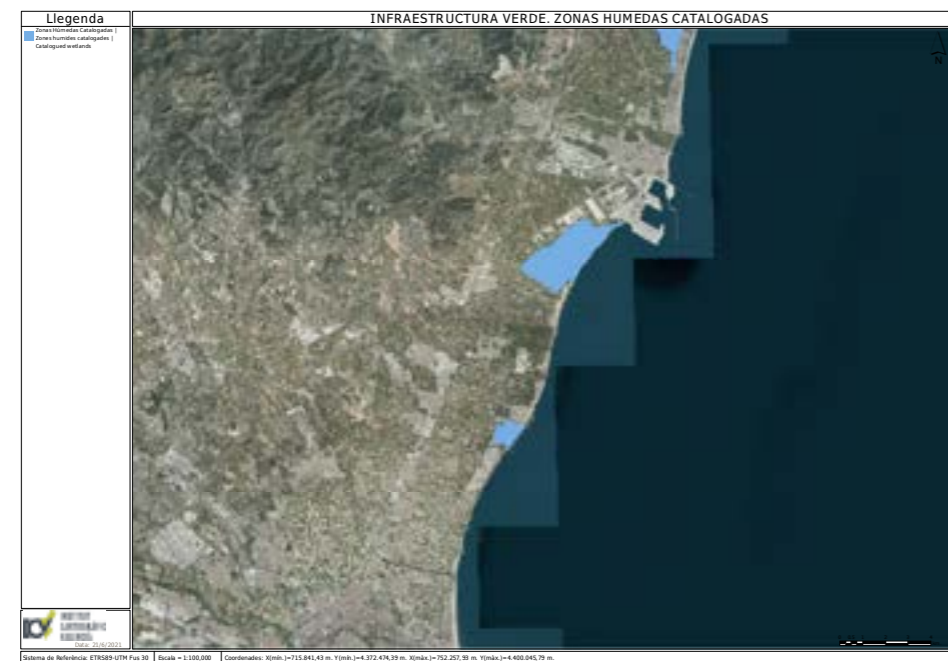 Llegenda
INFRAESTRUCTURA VERDE. ZONAS HUMEDAS CATALOGADAS
Zonas Húmedas Catalogadas |
Zones humides catalogades |
Catalogued wetlands
N
Data: 21/6/2021
Sistema de Referència: ETRS89-UTM Fus 30
Escala = 1:100,000
Coordenades: X(mín.)=715.841,43 m. Y(mín.)=4.372.474,39 m. X(màx.)=752.257,93 m. Y(màx.)=4.400.045,79 m.